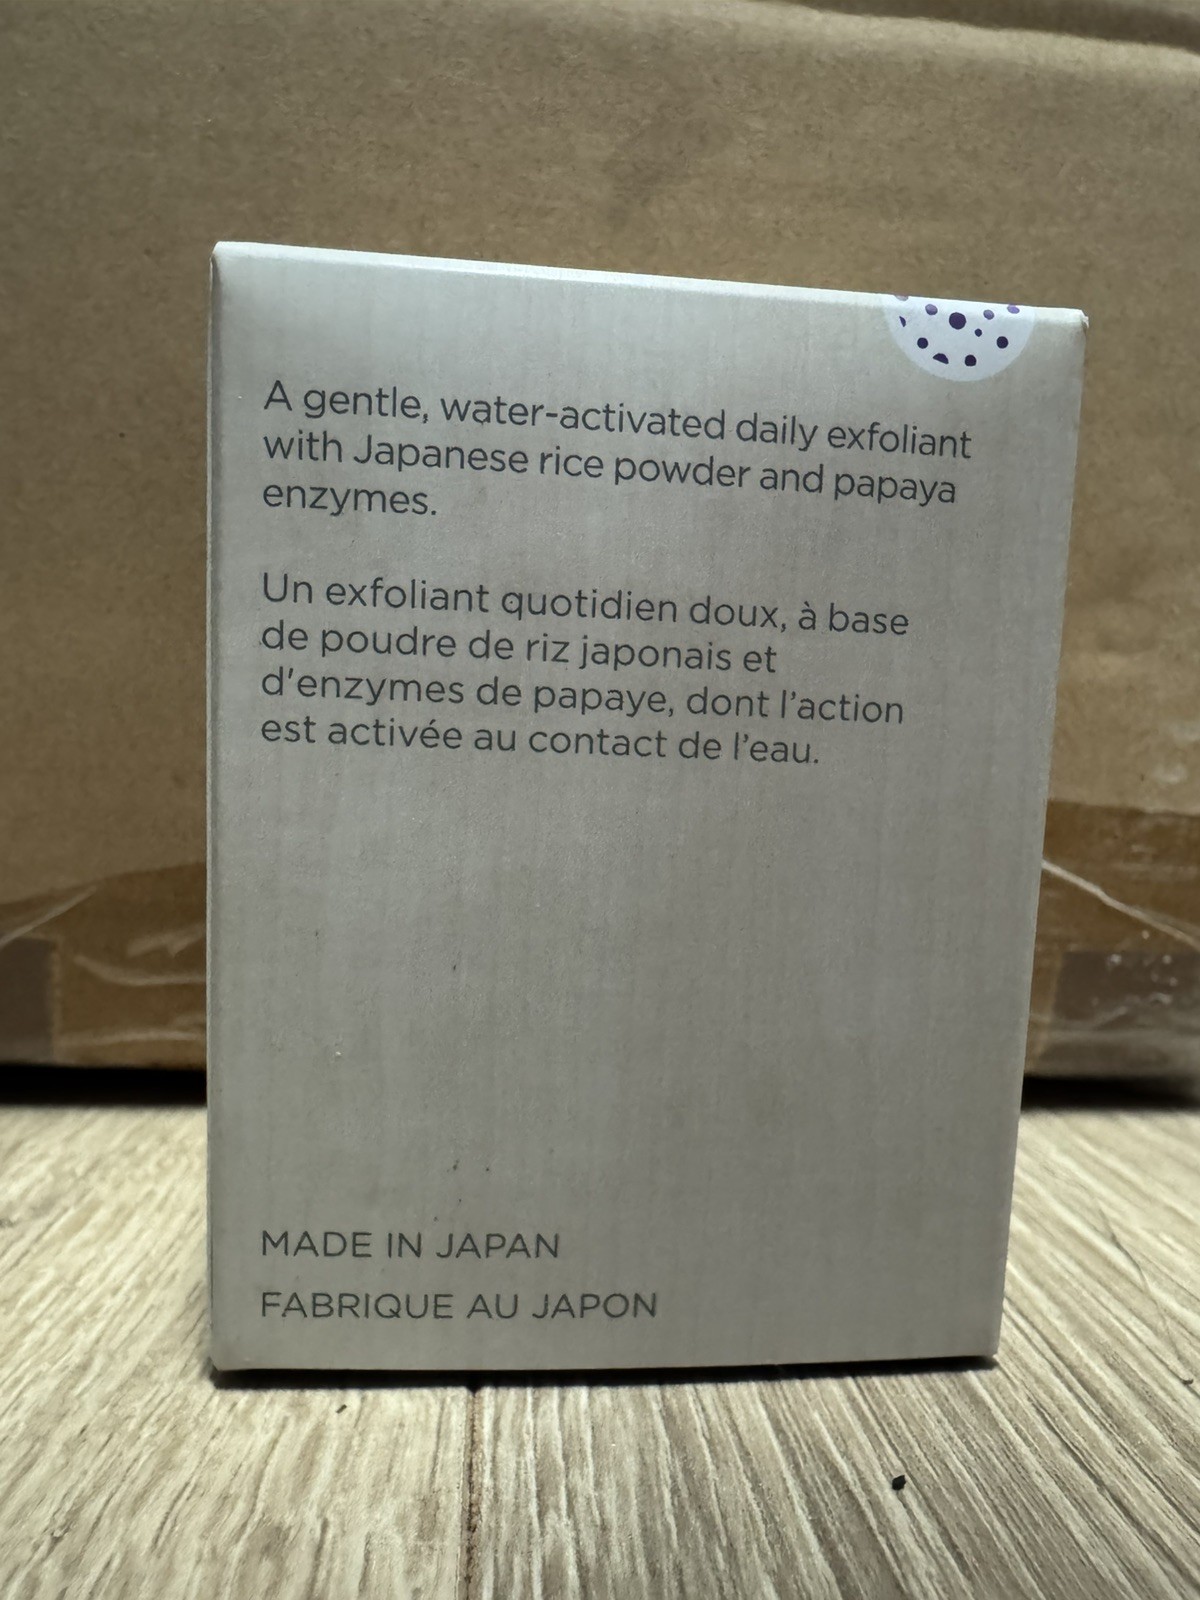 A gentle, water-activated daily exfoliant
with Japanese rice powder and papaya
enzymes.
Un exfoliant quotidien doux, à base
de poudre de riz japonais et
d'enzymes de papaye, dont l'action
est activée au contact de l'eau.
MADE IN JAPAN
FABRIQUE AU JAPON